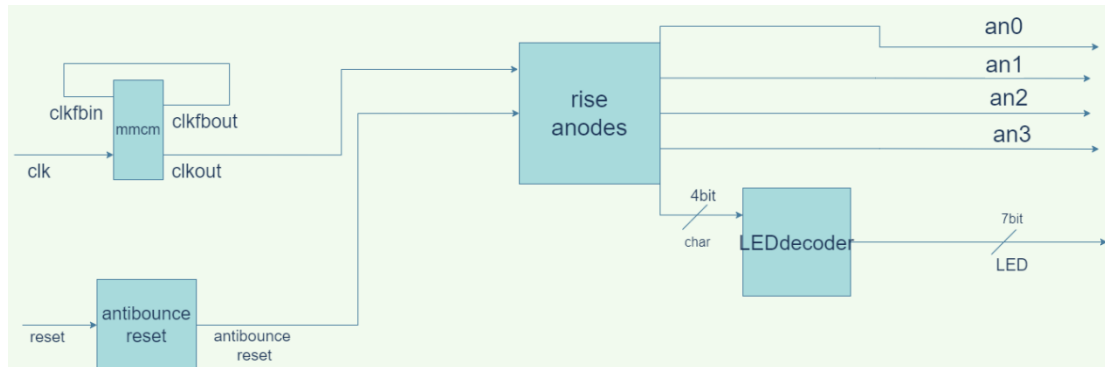 an0
an1
an2
an3
rise
anodes
clkfbin
clkfbout
mmcm
clk
clkout
4bit
char
LEDdecoder
7bit
LED
antibounce
reset
reset
antibounce
reset